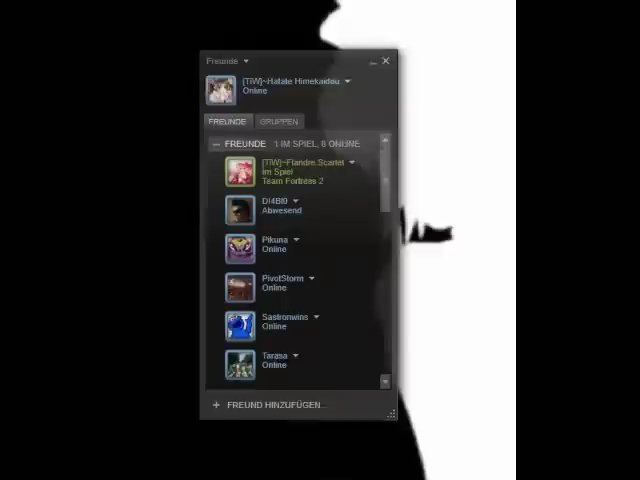 Freunde
[TiW]~Hatate Himekaidou
Online
FREUNDE GRUPPEN
FREUNDE 1 IM SPIEL, 8 ONLINE
[TiW]~Flandre Scarlet
Im Spiel
Team Fortress 2
Abwesend
Pikuna
Online
PivotStorm
Online
Sastronwins
Online
Tarasa
Online
+ FREUND HINZUFÜGEN...